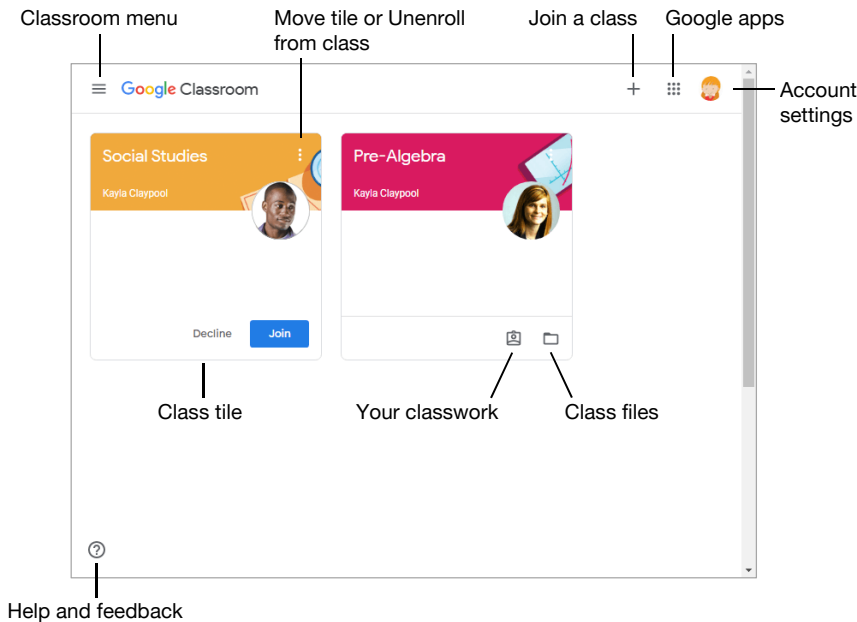 Classroom menu
Move tile or Unenroll
from class
Join a class
Google apps
Google Classroom
Account
settings
Social Studies
Kayla Claypool
Pre-Algebra
Kayla Claypool
Decline
Join
Class tile
Your classwork
Class files
Help and feedback